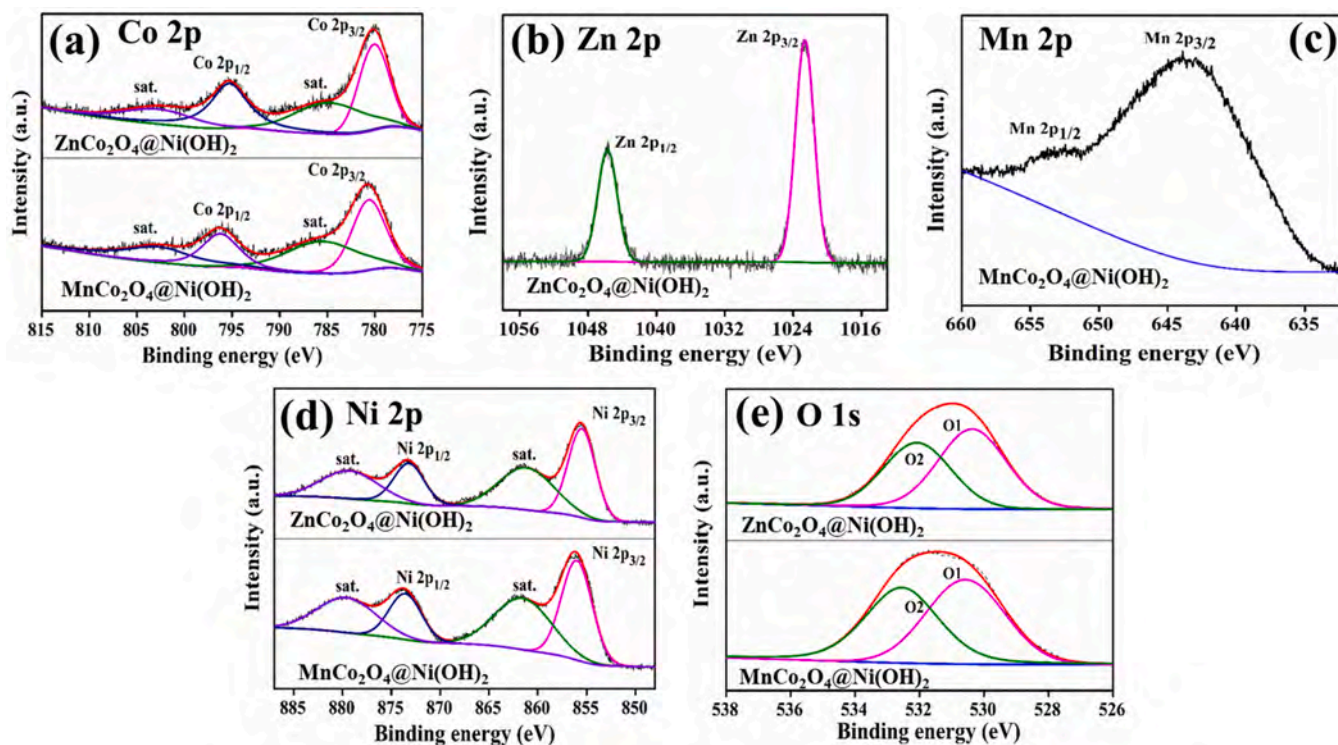 (a) Co 2p
Co 2p3/2
Co 2p1/2
sat.
sat.
ZnCo2O4@Ni(OH)2
Co 2p3/2
Co 2p1/2
sat.
sat.
MnCo2O4@Ni(OH)2
815 810 805 800 795 790 785 780 775
Binding energy (eV)
Intensity (a.u.)
(b) Zn 2p
Zn 2p3/2
Zn 2p1/2
ZnCo2O4@Ni(OH)2
1056 1048 1040 1032 1024 1016
Binding energy (eV)
Intensity (a.u.)
Mn 2p (c)
Mn 2p3/2
Mn 2p1/2
MnCo2O4@Ni(OH)2
660 655 650 645 640 635
Binding energy (eV)
Intensity (a.u.)
(d) Ni 2p
Ni 2p3/2
Ni 2p1/2
sat.
sat.
ZnCo2O4@Ni(OH)2
Ni 2p3/2
Ni 2p1/2
sat.
sat.
MnCo2O4@Ni(OH)2
885 880 875 870 865 860 855 850
Binding energy (eV)
Intensity (a.u.)
(e) O 1s
O1
O2
ZnCo2O4@Ni(OH)2
O1
O2
MnCo2O4@Ni(OH)2
538 536 534 532 530 528 526
Binding energy (eV)
Intensity (a.u.)